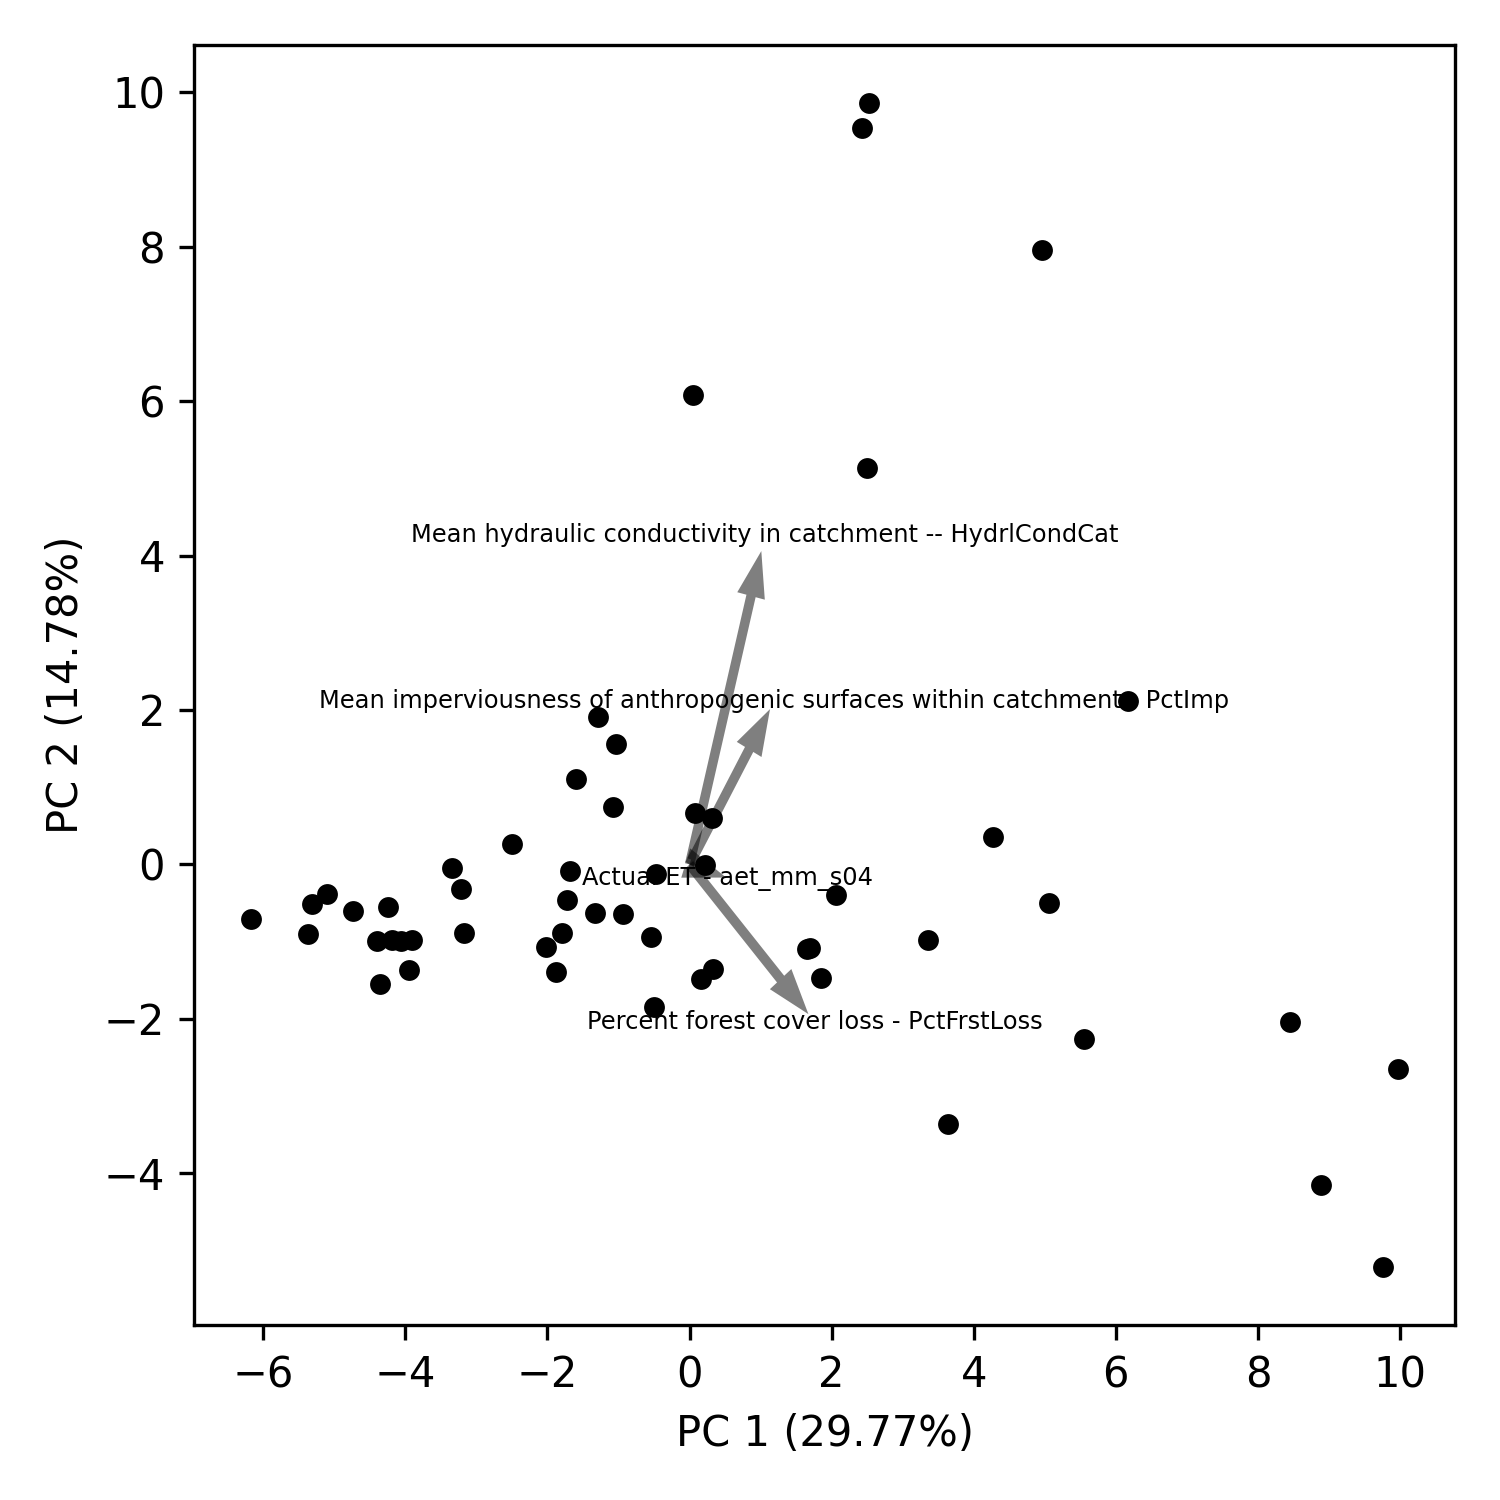 10
8
6
4
2
0
−2
−4
PC 2 (14.78%)
Mean hydraulic conductivity in catchment -- HydrlCondCat
Mean imperviousness of anthropogenic surfaces within catchment - PctImp
Actual ET - aet_mm_s04
Percent forest cover loss - PctFrstLoss
−6 −4 −2 0 2 4 6 8 10
PC 1 (29.77%)